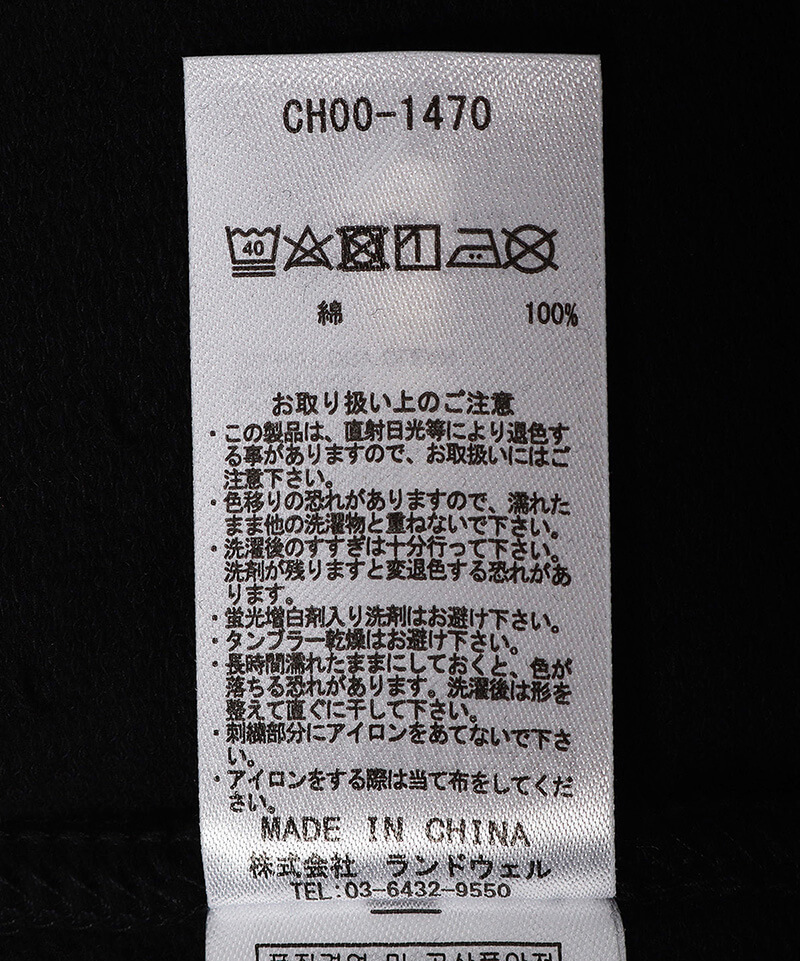 CH00-1470
40
綿 100%
お取り扱い上のご注意
・この製品は、直射日光等により退色す
る事がありますので、お取扱いにはご
注意下さい。
・色移りの恐れがありますので、濡れた
まま他の洗濯物と重ねないで下さい。
・洗濯後のすすぎは十分行って下さい。
洗剤が残りますと変退色する恐れがあ
ります。
・蛍光増白剤入り洗剤はお避け下さい。
・タンブラー乾燥はお避け下さい。
・長時間濡れたままにしておくと、色が
落ちる恐れがあります。洗濯後は形を
整えて直ぐに干して下さい。
・刺繍部分にアイロンをあてないで下さ
い。
・アイロンをする際は当て布をしてくだ
さい。
MADE IN CHINA
株式会社 ランドウェル
TEL:03-6432-9550